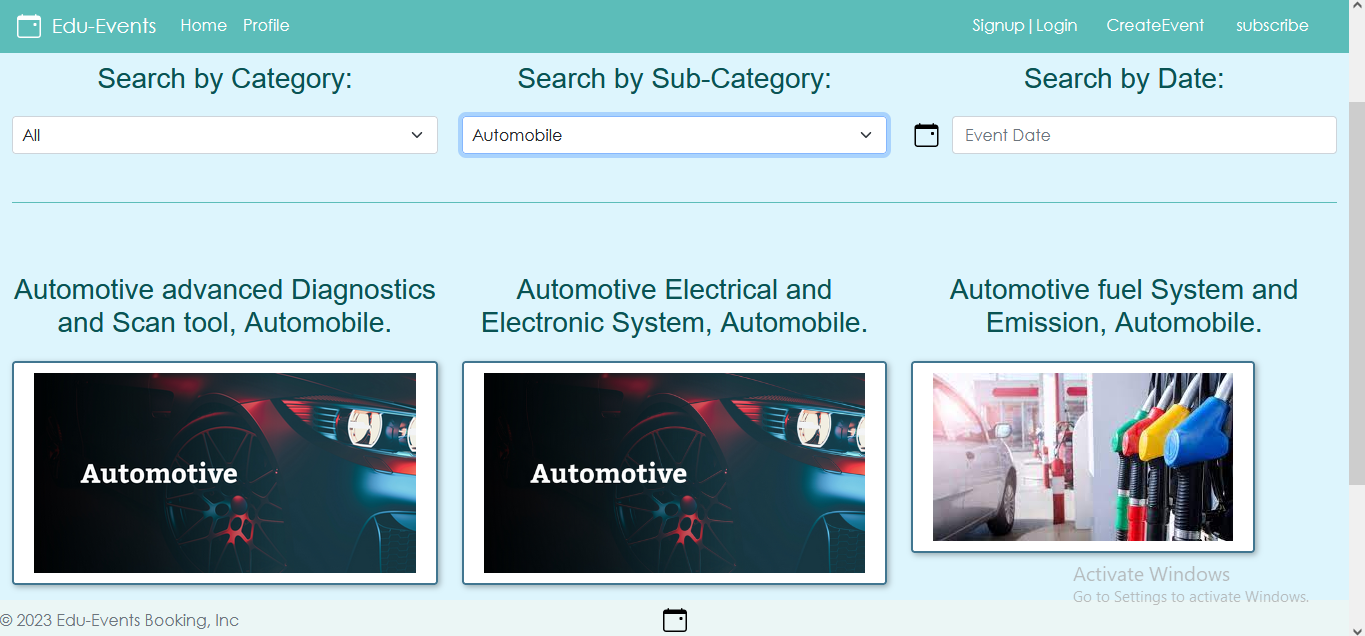 Edu-Events Home Profile Signup | Login CreateEvent subscribe
Search by Category: Search by Sub-Category: Search by Date:
All Automobile Event Date
Automotive advanced Diagnostics
and Scan tool, Automobile.
Automotive Electrical and
Electronic System, Automobile.
Automotive fuel System and
Emission, Automobile.
Automotive
Automotive
Activate Windows
Go to Settings to activate Windows.
© 2023 Edu-Events Booking, Inc